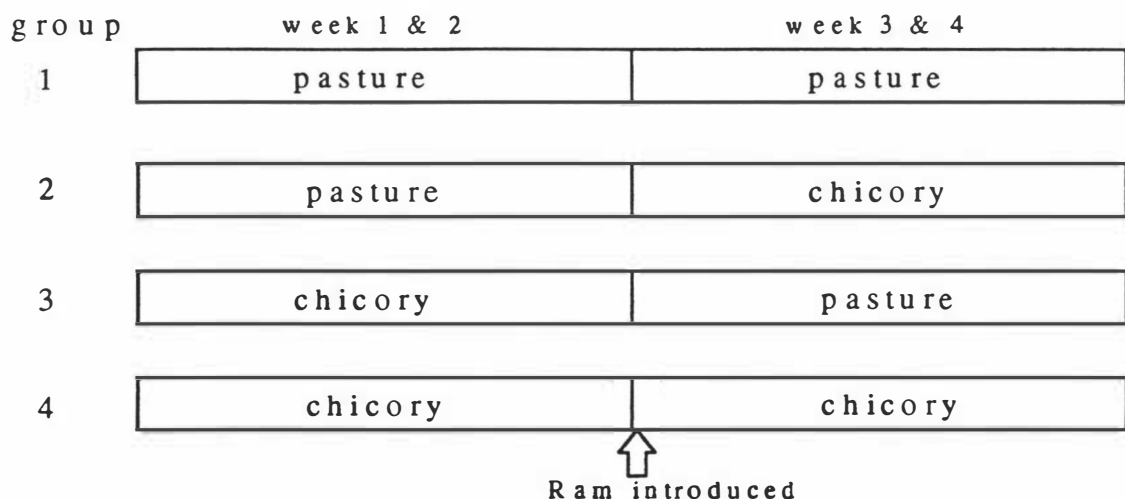 group week 1 & 2 week 3 & 4
1 pasture pasture
2 pasture chicory
3 chicory pasture
4 chicory chicory
Ram introduced